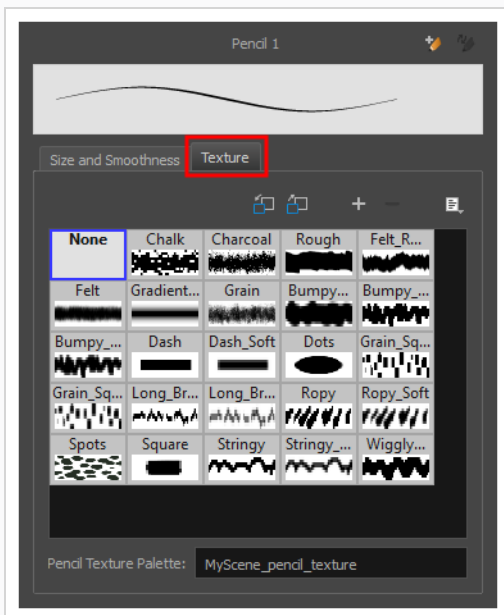 Pencil 1
Size and Smoothness Texture
None Chalk Charcoal Rough Felt_R...
Felt Gradient... Grain Bumpy... Bumpy_...
Bumpy_... Dash Dash_Soft Dots Grain_Sq...
Grain_Sq... Long_Br... Long_Br... Ropy Ropy_Soft
Spots Square Stringy Stringy_... Wiggly...
Pencil Texture Palette: MyScene_pencil_texture